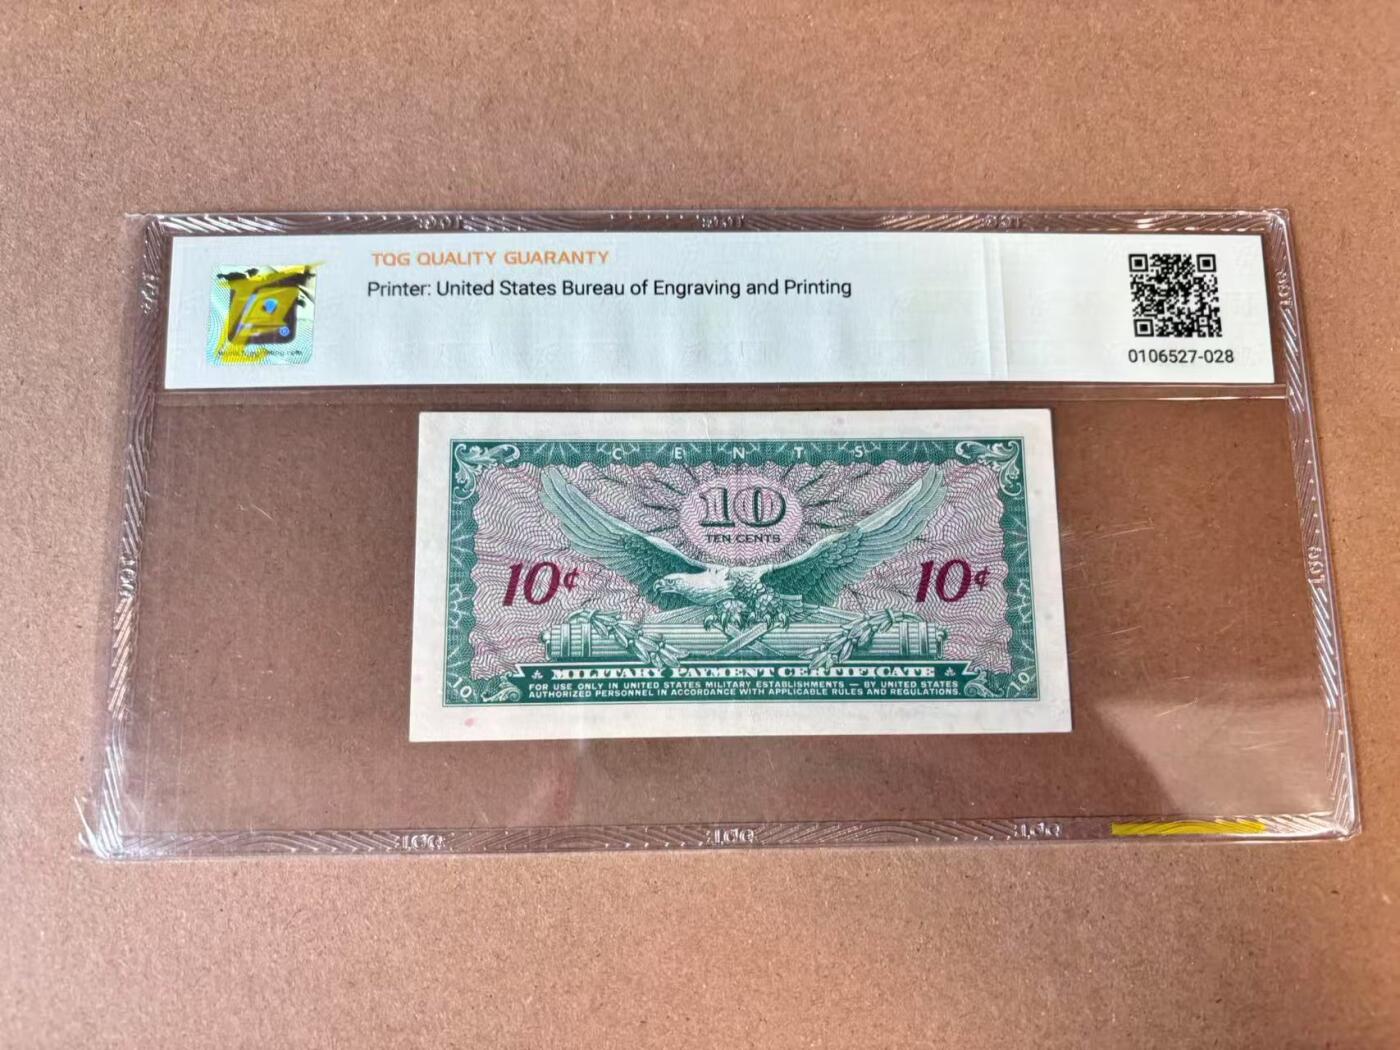 TQG QUALITY GUARANTY
Printer: United States Bureau of Engraving and Printing
0106527-028
CENTS
10
TEN CENTS
10¢
10¢
MILITARY PAYMENT CERTIFICATE
FOR USE ONLY IN UNITED STATES MILITARY ESTABLISHMENTS — BY UNITED STATES
AUTHORIZED PERSONNEL IN ACCORDANCE WITH APPLICABLE RULES AND REGULATIONS.
10
10